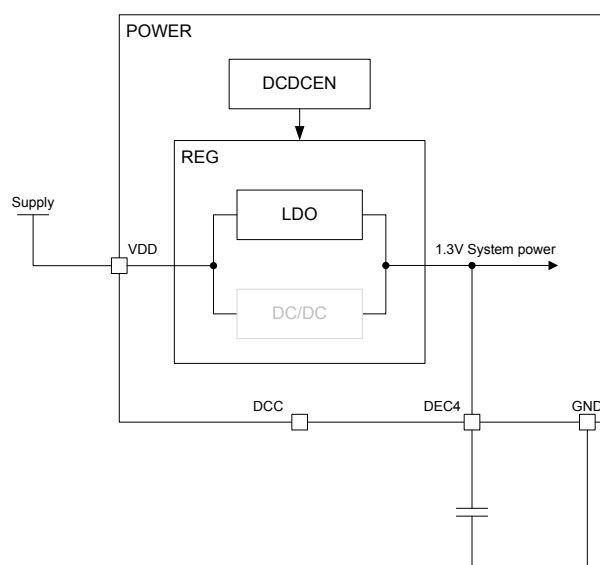 POWER
DCDCEN
REG
LDO
Supply
VDD
1.3V System power
DC/DC
DCC
DEC4
GND